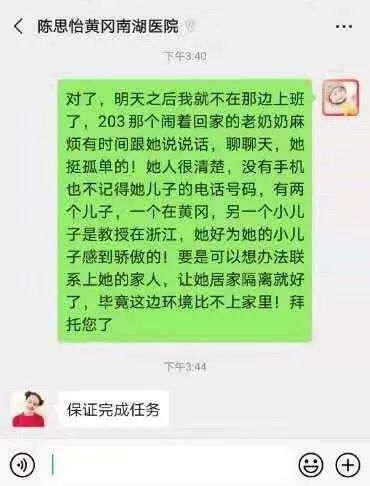 陈思怡黄冈南湖医院
下午3:40
对了，明天之后我就不在那边上班
了，203那个闹着回家的老奶奶麻
烦有时间跟她说说话，聊聊天，她
挺孤单的！她人很清楚，没有手机
也不记得她儿子的电话号码，有两
个儿子，一个在黄冈，另一个小儿
子是教授在浙江，她好为她的小儿
子感到骄傲的！要是可以想办法联
系上她的家人，让她居家隔离就好
了，毕竟这边环境比不上家里！拜
托您了
下午3:44
保证完成任务